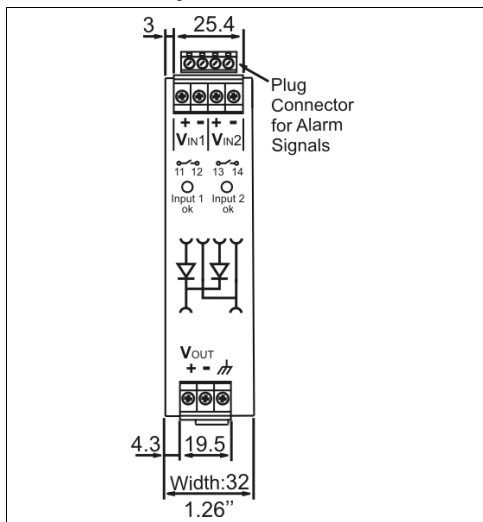 3 25.4
Plug
Connector
for Alarm
Signals
+ - + -
VIN1 VIN2
11 12 13 14
Input 1 Input 2
ok ok
VOUT
+ -
4.3 19.5
Width:32
1.26’’